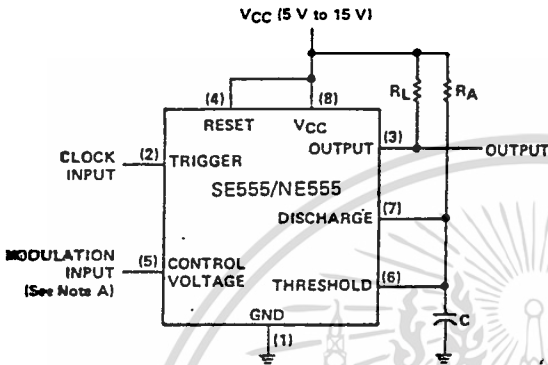 VCC (5 V to 15 V)
(4)
(8)
RL
RA
RESET
VCC
(3)
OUTPUT
OUTPUT
CLOCK
INPUT
(2)
TRIGGER
SE555/NE555
(7)
DISCHARGE
MODULATION
INPUT
(See Note A)
(5)
CONTROL
VOLTAGE
(6)
THRESHOLD
GND
C
(1)